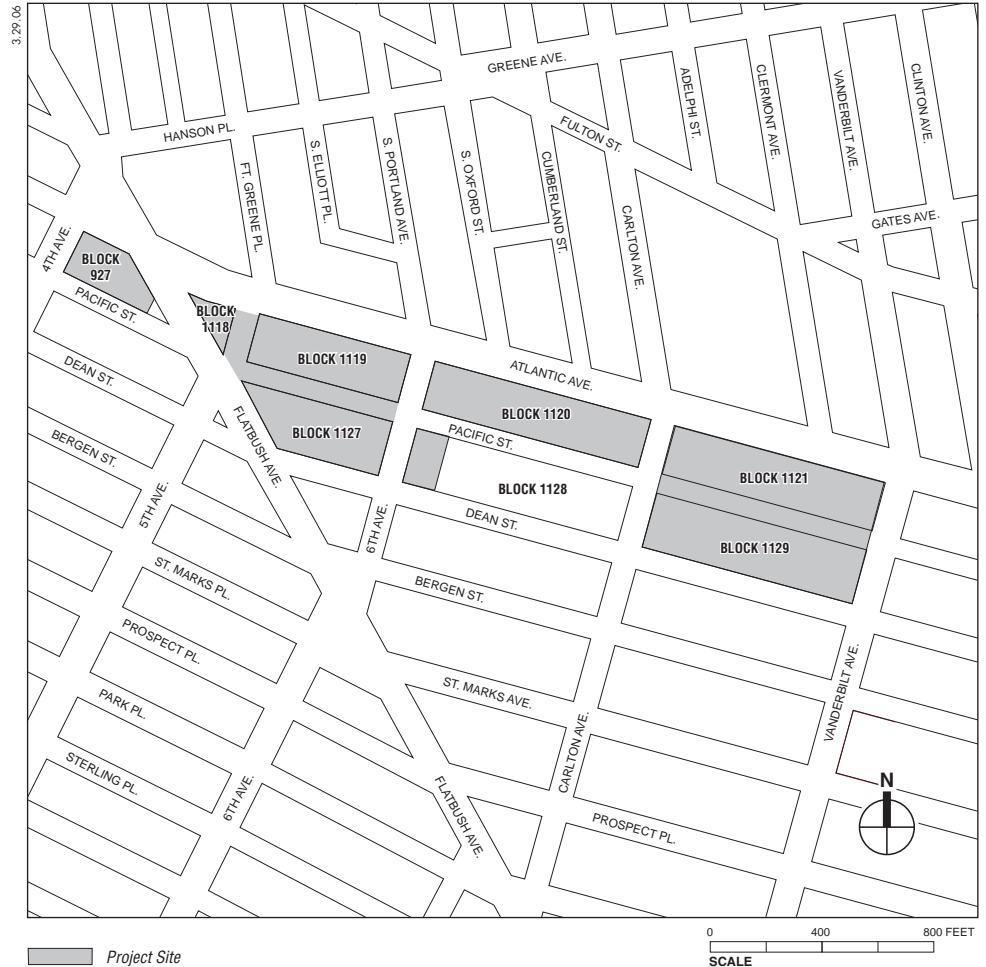 3.29.06
GREENE AVE.
ADELPHI ST.
CLERMONT AVE.
VANDERBILT AVE.
CLINTON AVE.
HANSON PL.
FULTON ST.
FT. GREENE PL.
S. ELLIOTT PL.
S. PORTLAND AVE.
S. OXFORD ST.
CUMBERLAND ST.
CARLTON AVE.
GATES AVE.
4TH AVE.
BLOCK
927
PACIFIC ST.
BLOCK
1118
BLOCK 1119
ATLANTIC AVE.
DEAN ST.
BLOCK 1120
FLATBUSH AVE.
BLOCK 1127
PACIFIC ST.
BERGEN ST.
BLOCK 1121
BLOCK 1128
5TH AVE.
6TH AVE.
DEAN ST.
BLOCK 1129
ST. MARKS PL.
BERGEN ST.
PROSPECT PL.
ST. MARKS AVE.
VANDERBILT AVE.
PARK PL.
CARLTON AVE.
STERLING PL.
6TH AVE.
FLATBUSH AVE.
N
PROSPECT PL.
Project Site
0 400 800 FEET
SCALE